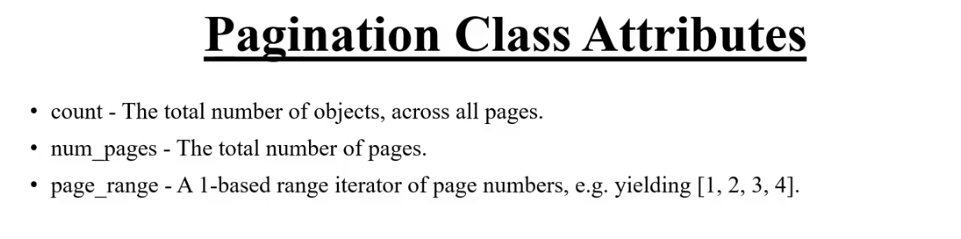 Pagination Class Attributes
• count - The total number of objects, across all pages.
• num_pages - The total number of pages.
• page_range - A 1-based range iterator of page numbers, e.g. yielding [1, 2, 3, 4].